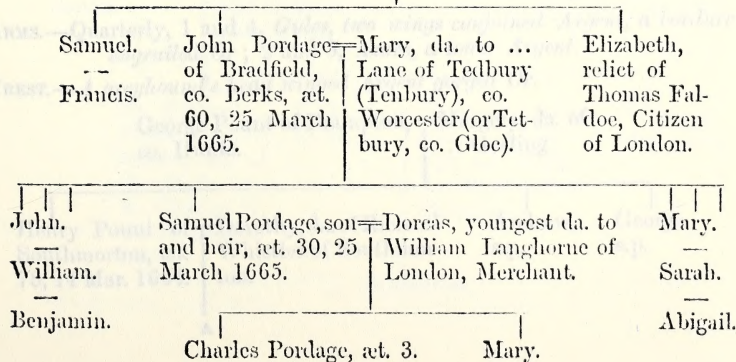 Samuel.
—
Francis.
John Pordage=Mary, da. to ...
of Bradfield,
co. Berks, æt.
60, 25 March
1665.
Lane of Tedbury
(Tenbury), co.
Worcester (or Tet-
bury, co. Gloc).
Elizabeth,
relict of
Thomas Fal-
doe, Citizen
of London.
John.
—
William.
—
Benjamin.
Samuel Pordage, son=Dorcas, youngest da. to
and heir, æt. 30, 25
March 1665.
William Langhorne of
London, Merchant.
Mary.
—
Sarah.
—
Abigail.
Charles Pordage, æt. 3.
Mary.